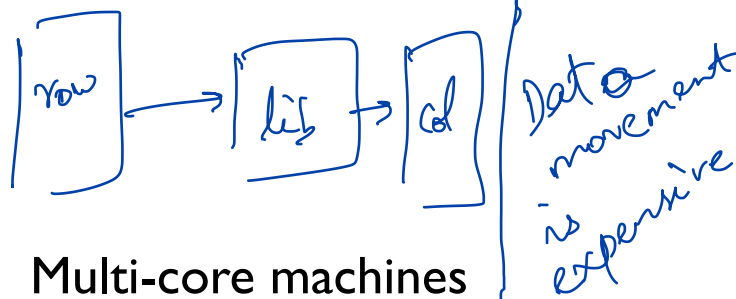 row
lib
col
Data
movement
is
expensive
Multi-core machines